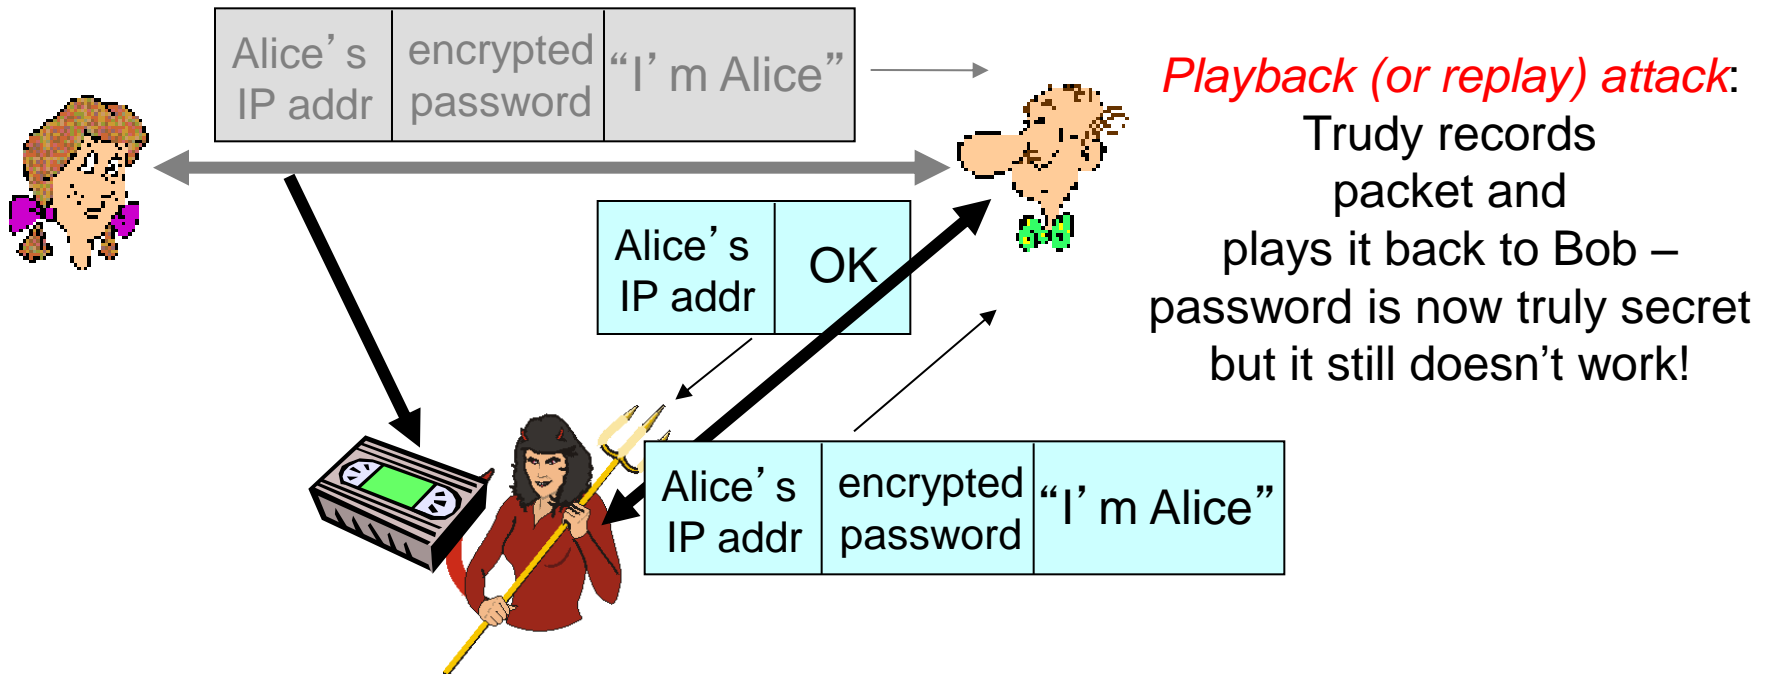 Alice’s
IP addr
encrypted
password
“I’m Alice”
Playback (or replay) attack:
Trudy records
packet and
plays it back to Bob –
password is now truly secret
but it still doesn’t work!
Alice’s
IP addr
OK
Alice’s
IP addr
encrypted
password
“I’m Alice”